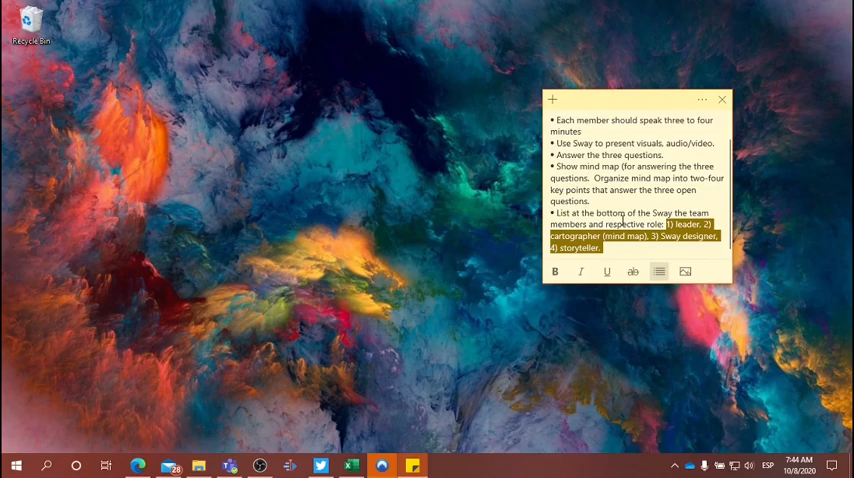 Recycle Bin
• Each member should speak three to four
minutes
• Use Sway to present visuals, audio/video.
• Answer the three questions.
• Show mind map (for answering the three
questions. Organize mind map into two-four
key points that answer the three open
questions.
• List at the bottom of the Sway the team
members and respective role: 1) leader, 2)
cartographer (mind map), 3) Sway designer,
4) storyteller.
B I U ab
28
ESP
7:44 AM
10/8/2020